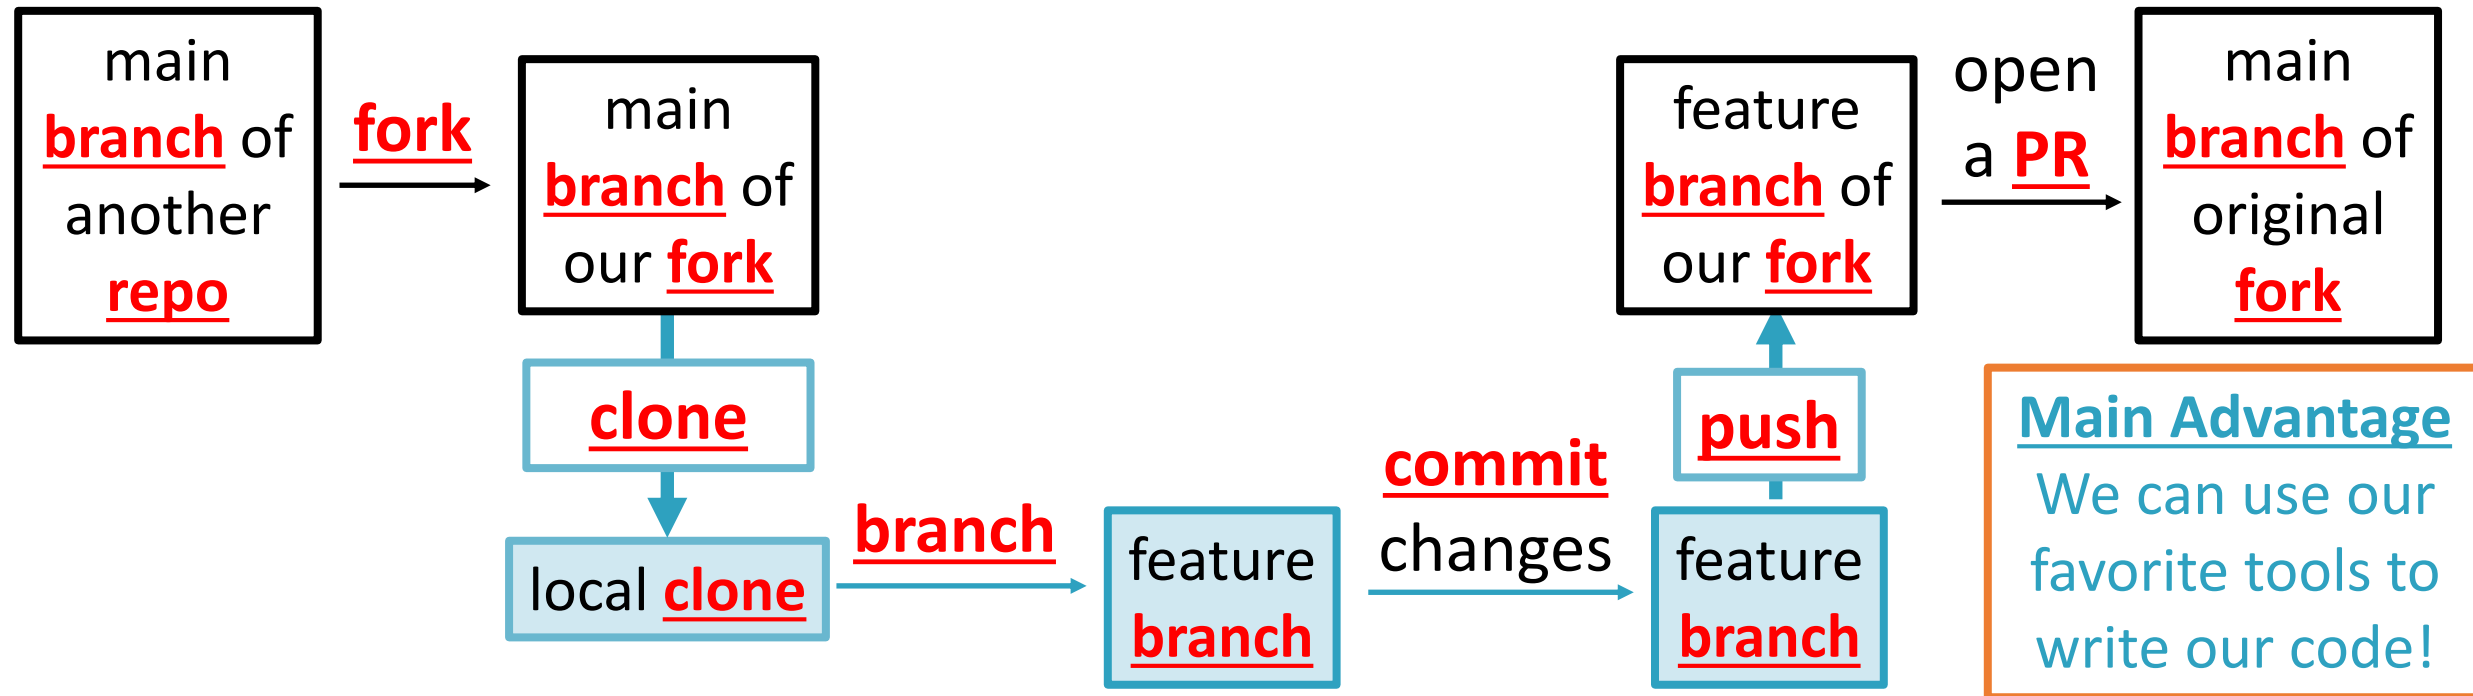 main
branch of
another
repo
fork
main
branch of
our fork
clone
local clone
branch
feature
branch
commit
changes
feature
branch
push
feature
branch of
our fork
open
a PR
main
branch of
original
fork
Main Advantage
We can use our
favorite tools to
write our code!